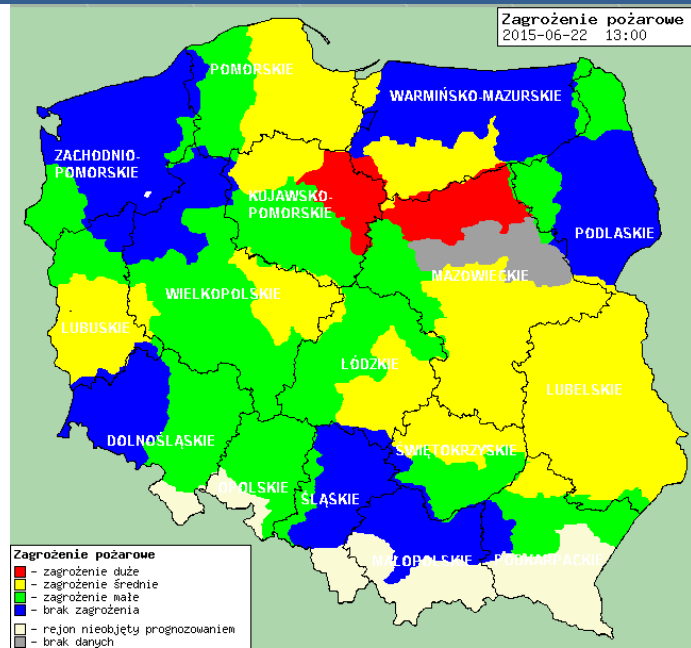 Zagrożenie pożarowe
2015-06-22 13:00
POMORSKIE
WARMIŃSKO-MAZURSKIE
ZACHODNIO-
POMORSKIE
KUJAWSKO-
POMORSKIE
PODLASKIE
MAZOWIECKIE
WIELKOPOLSKIE
LUBUSKIE
ŁÓDZKIE
LUBELSKIE
DOLNOŚLĄSKIE
ŚWIĘTOKRZYSKIE
OPOLSKIE
ŚLĄSKIE
MAŁOPOLSKIE
PODKARPACKIE
Zagrożenie pożarowe
- zagrożenie duże
- zagrożenie średnie
- zagrożenie małe
- brak zagrożenia
- rejon nieobjęty prognozowaniem
- brak danych